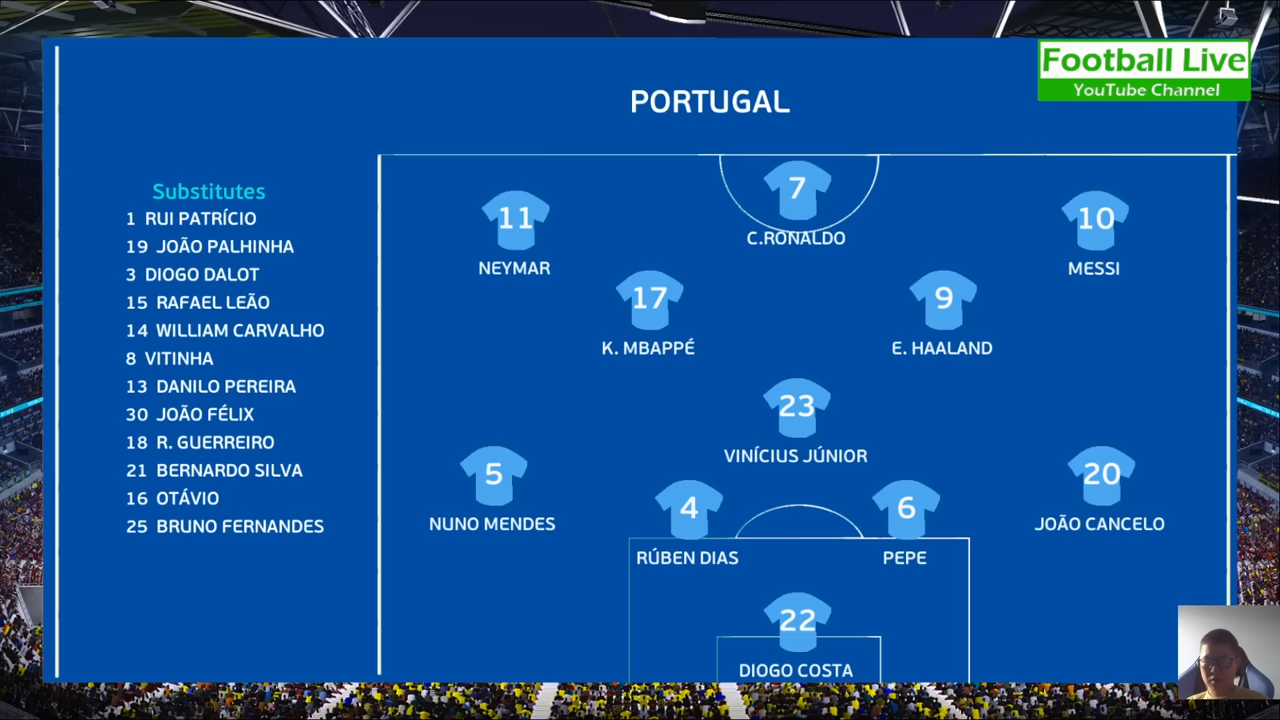 Football Live
YouTube Channel
PORTUGAL
Substitutes
1 RUI PATRÍCIO
19 JOÃO PALHINHA
3 DIOGO DALOT
15 RAFAEL LEÃO
14 WILLIAM CARVALHO
8 VITINHA
13 DANILO PEREIRA
30 JOÃO FÉLIX
18 R. GUERREIRO
21 BERNARDO SILVA
16 OTÁVIO
25 BRUNO FERNANDES
7
C.RONALDO
11
NEYMAR
10
MESSI
17
K. MBAPPÉ
9
E. HAALAND
23
VINÍCIUS JÚNIOR
5
NUNO MENDES
4
RÚBEN DIAS
6
PEPE
20
JOÃO CANCELO
22
DIOGO COSTA